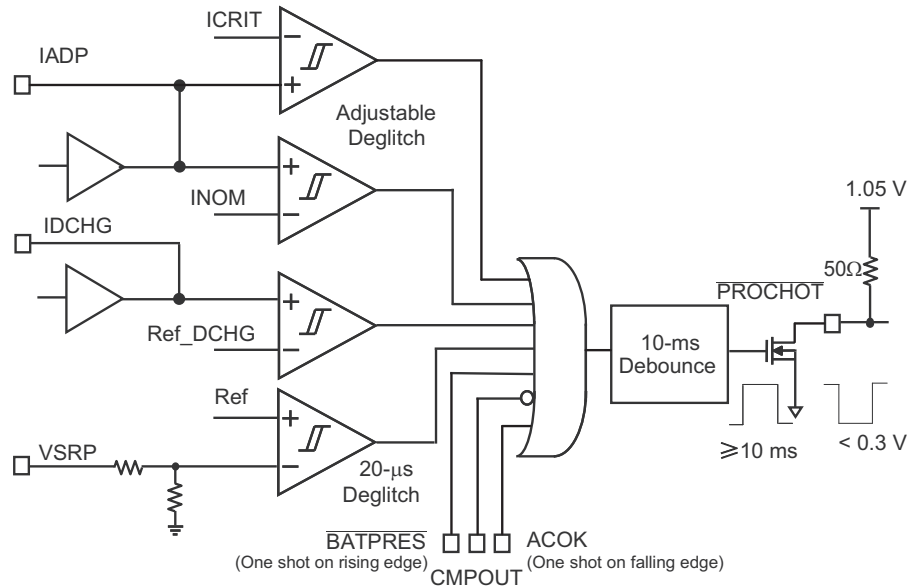 ICRIT
IADP
Adjustable
Deglitch
INOM
IDCHG
Ref_DCHG
Ref
VSRP
20-μs
Deglitch
BATPRES
(One shot on rising edge)
CMPOUT
ACOK
(One shot on falling edge)
10-ms
Debounce
PROCHOT
1.05 V
50Ω
≥10 ms
< 0.3 V